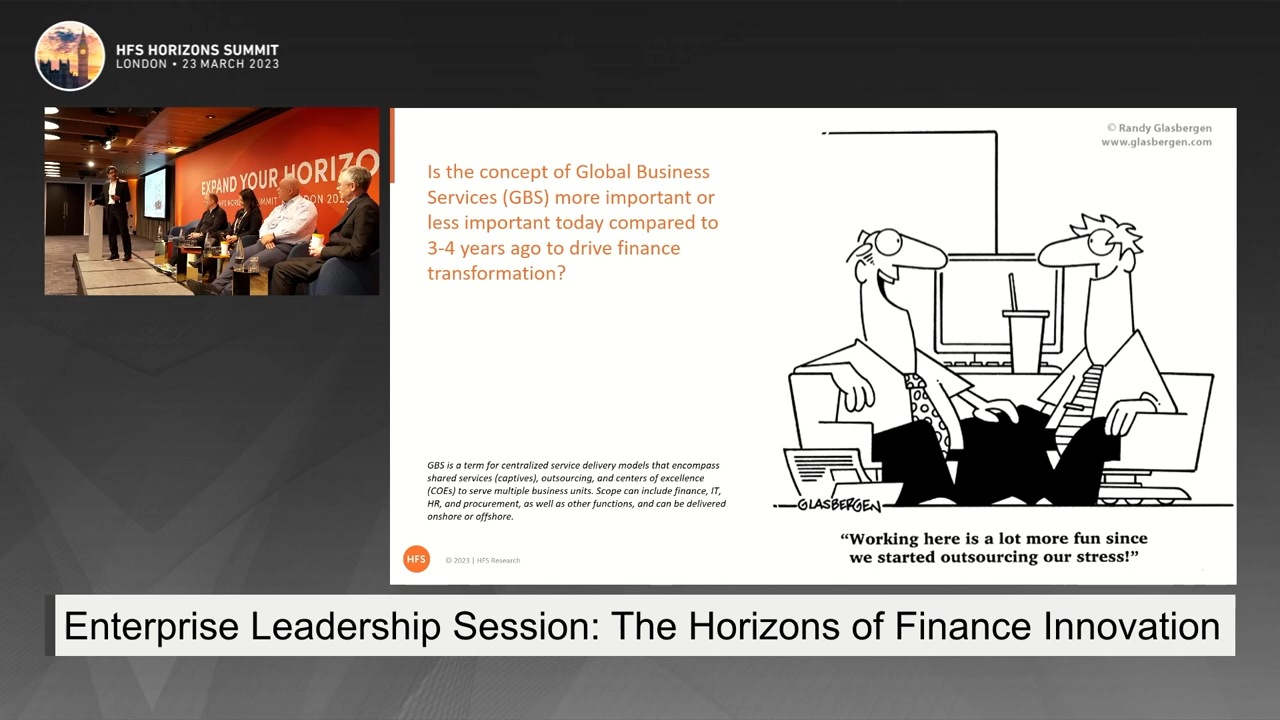 HFS HORIZONS SUMMIT
LONDON • 23 MARCH 2023
EXPAND YOUR HORIZO
© Randy Glasbergen
www.glasbergen.com
Is the concept of Global Business
Services (GBS) more important or
less important today compared to
3-4 years ago to drive finance
transformation?
GBS is a term for centralized service delivery models that encompass
shared services (captives), outsourcing, and centers of excellence
(COEs) to serve multiple business units. Scope can include finance, IT,
HR, and procurement, as well as other functions, and can be delivered
onshore or offshore.
GLASBERGEN
“Working here is a lot more fun since
we started outsourcing our stress!”
HFS
© 2023 | HFS Research
Enterprise Leadership Session: The Horizons of Finance Innovation